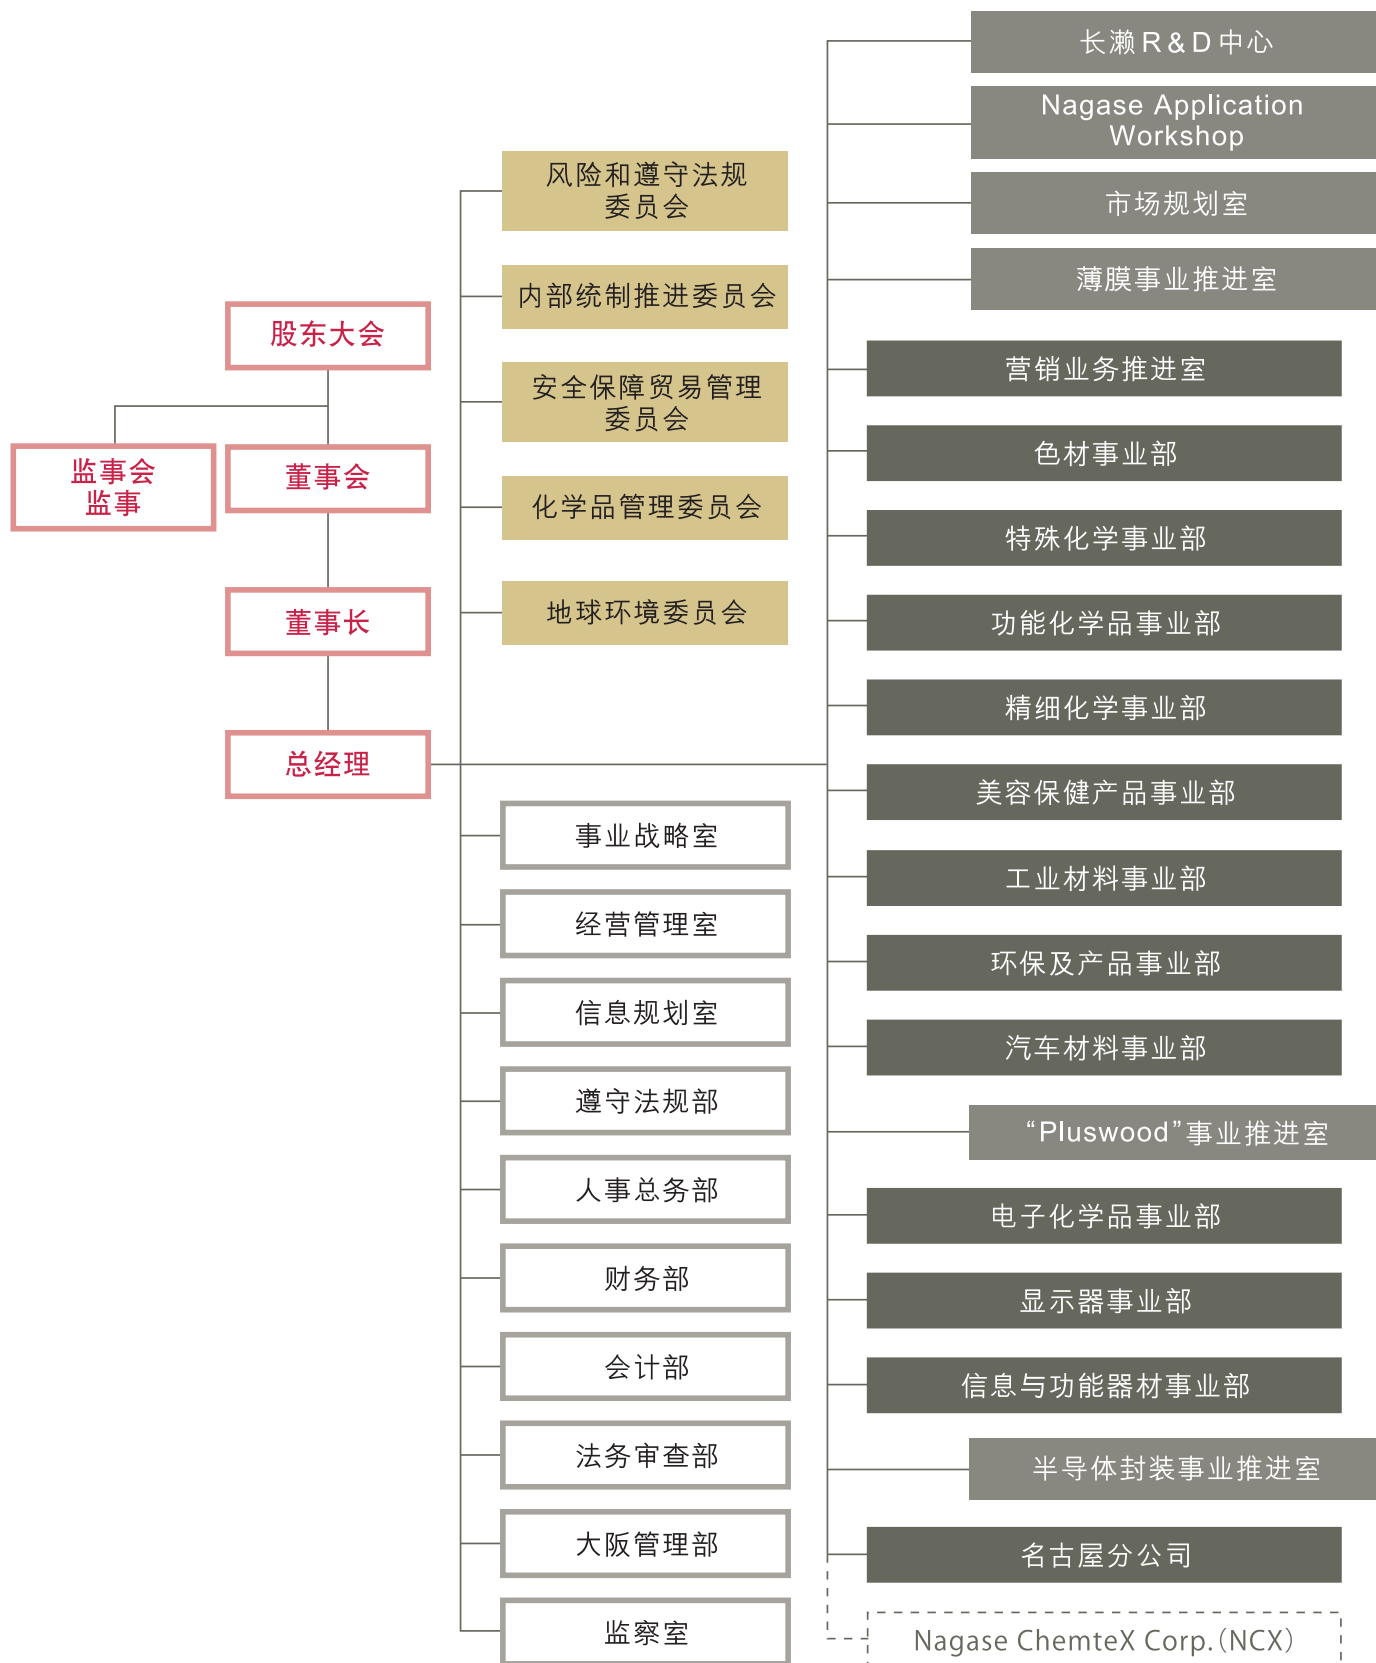 股东大会
监事会
监事
董事会
董事长
总经理
风险和遵守法规
委员会
内部统制推进委员会
安全保障贸易管理
委员会
化学品管理委员会
地球环境委员会
事业战略室
经营管理室
信息规划室
遵守法规部
人事总务部
财务部
会计部
法务审查部
大阪管理部
监察室
长濑R&D中心
Nagase Application
Workshop
市场规划室
薄膜事业推进室
营销业务推进室
色材事业部
特殊化学事业部
功能化学品事业部
精细化学事业部
美容保健产品事业部
工业材料事业部
环保及产品事业部
汽车材料事业部
“Pluswood”事业推进室
电子化学品事业部
显示器事业部
信息与功能器材事业部
半导体封装事业推进室
名古屋分公司
Nagase ChemteX Corp.(NCX)